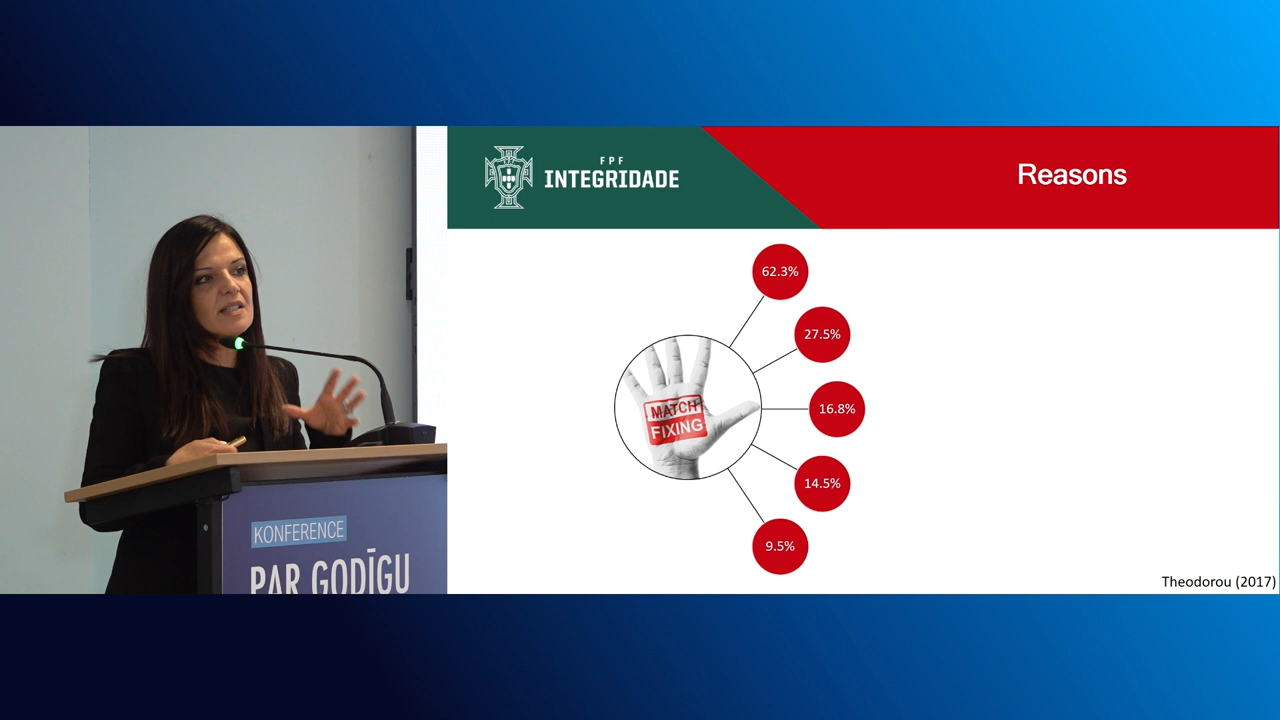 FPF
INTEGRIDADE
Reasons
62.3%
27.5%
16.8%
14.5%
9.5%
MATCH
FIXING
Theodorou (2017)
KONFERENCE
PAR GODĪGU